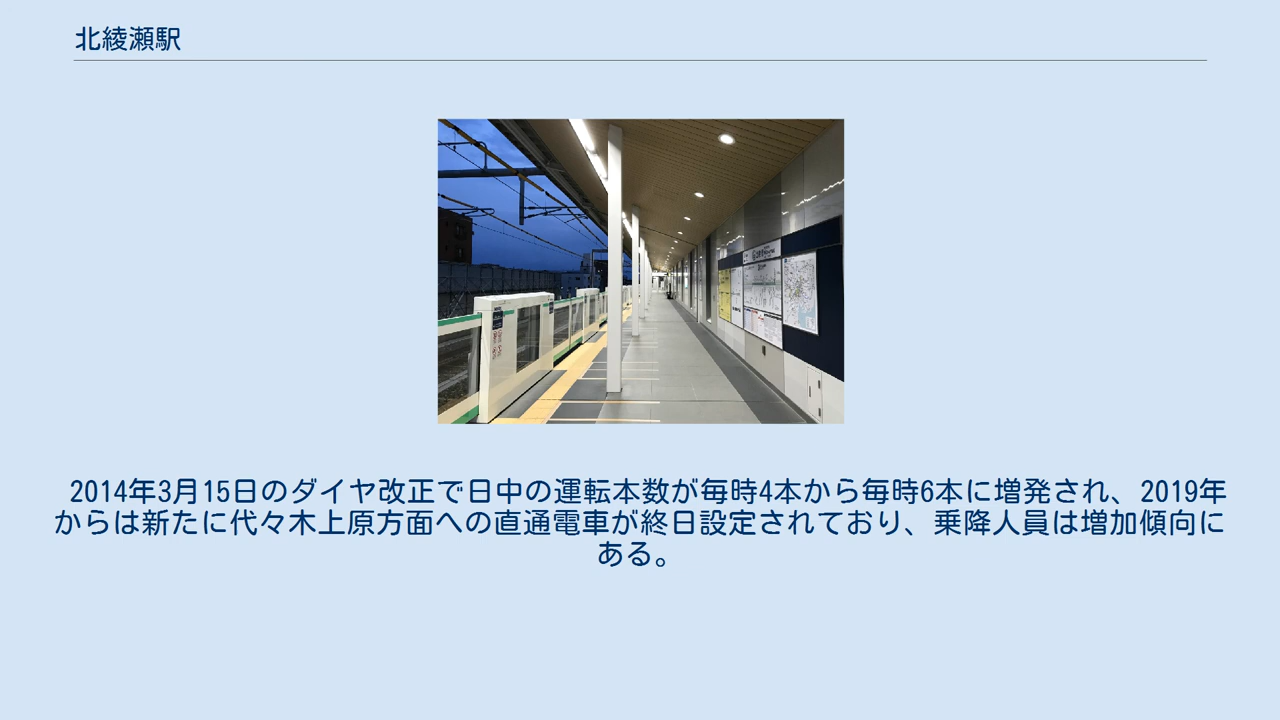 北綾瀬駅
2014年3月15日のダイヤ改正で日中の運転本数が毎時4本から毎時6本に増発され、2019年
からは新たに代々木上原方面への直通電車が終日設定されており、乗降人員は増加傾向に
ある。